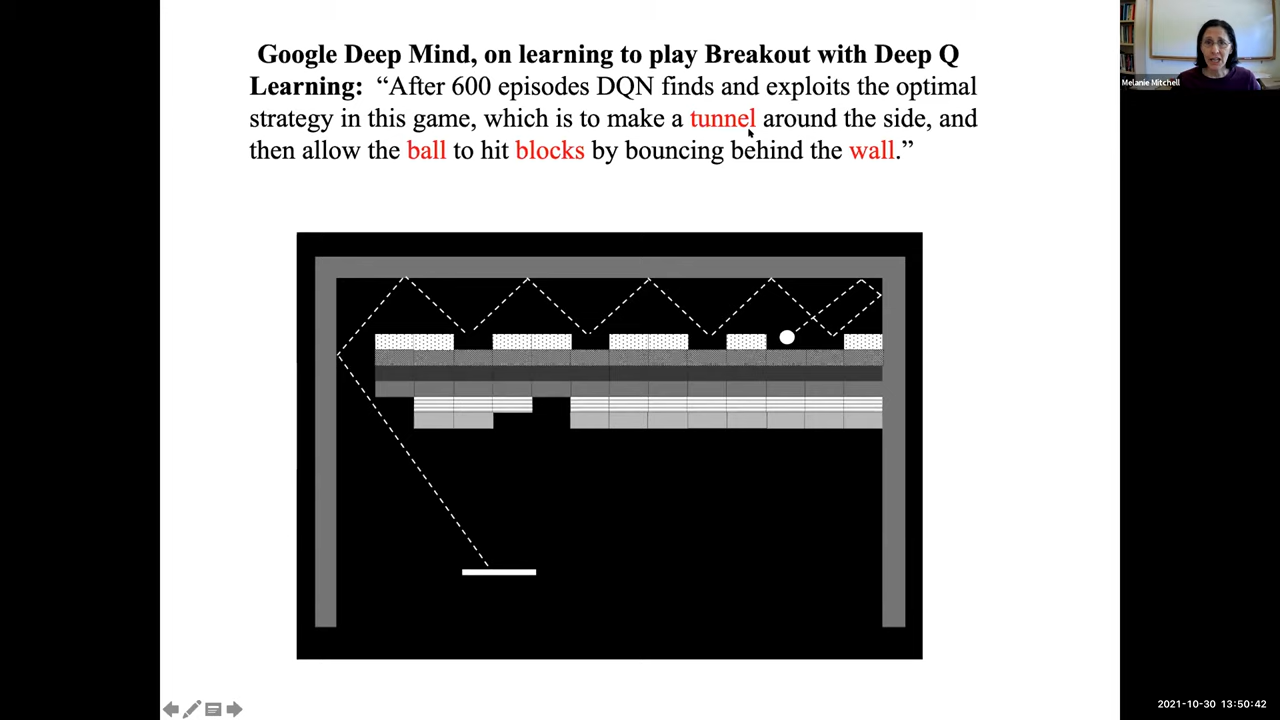 Google Deep Mind, on learning to play Breakout with Deep Q
Learning: “After 600 episodes DQN finds and exploits the optimal
strategy in this game, which is to make a tunnel around the side, and
then allow the ball to hit blocks by bouncing behind the wall.”
Melanie Mitchell
2021-10-30 13:50:42